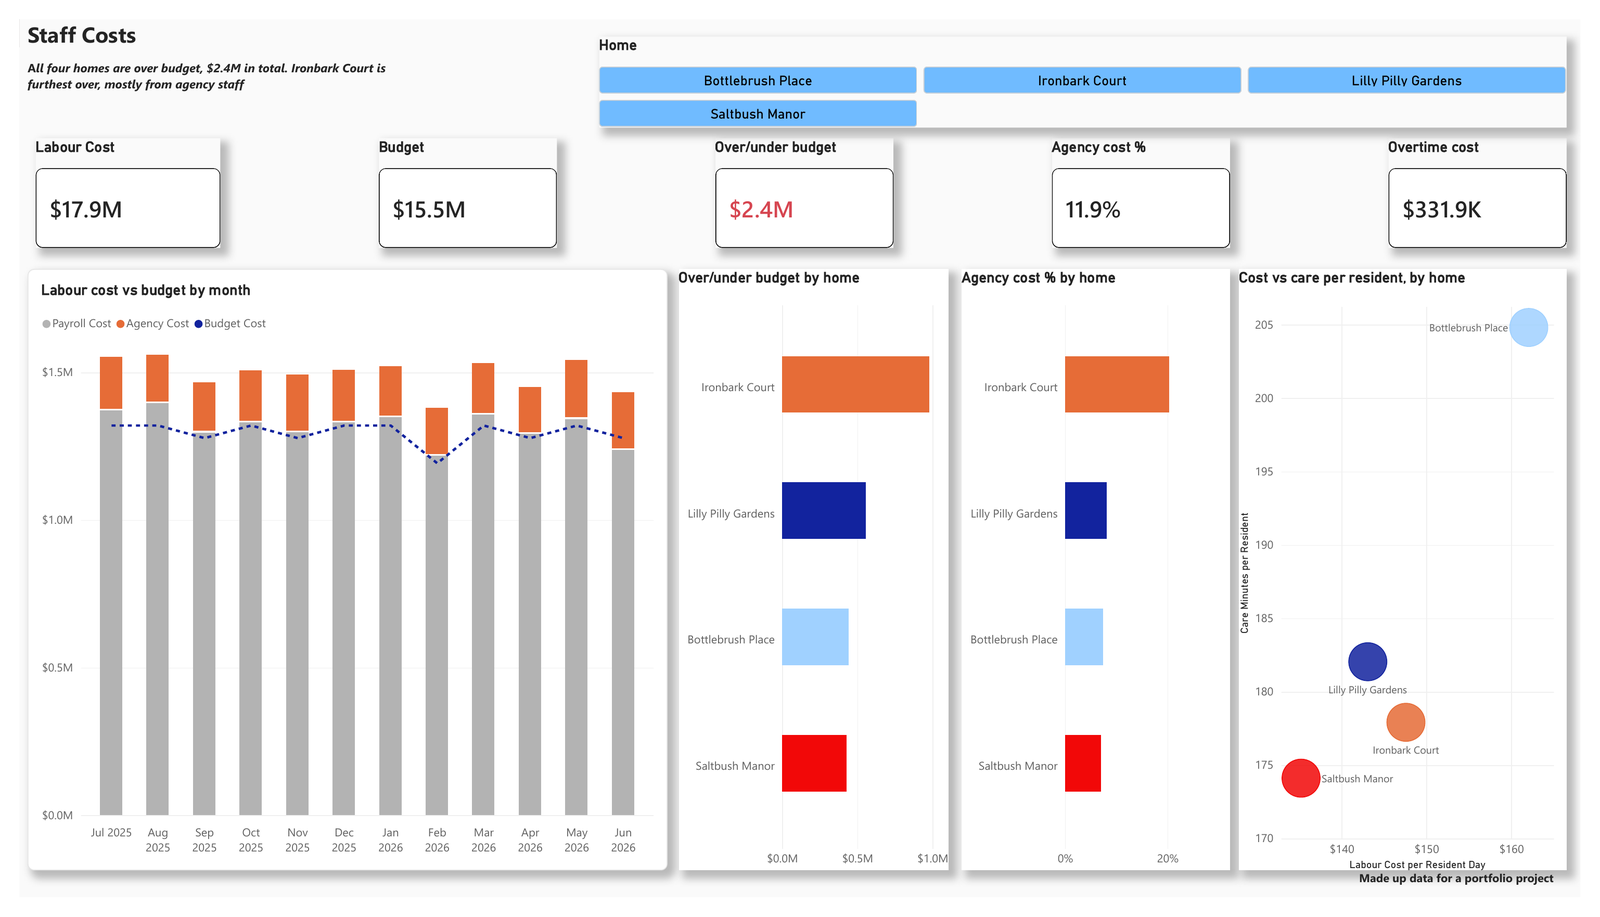 Staff Costs
All four homes are over budget, $2.4M in total. Ironbark Court is
furthest over, mostly from agency staff
Home
Bottlebrush Place
Ironbark Court
Lilly Pilly Gardens
Saltbush Manor
Labour Cost
$17.9M
Budget
$15.5M
Over/under budget
$2.4M
Agency cost %
11.9%
Overtime cost
$331.9K
Labour cost vs budget by month
Payroll Cost
Agency Cost
Budget Cost
$1.5M
$1.0M
$0.5M
$0.0M
Jul 2025
Aug
2025
Sep
2025
Oct
2025
Nov
2025
Dec
2025
Jan
2026
Feb
2026
Mar
2026
Apr
2026
May
2026
Jun
2026
Over/under budget by home
Ironbark Court
Lilly Pilly Gardens
Bottlebrush Place
Saltbush Manor
$0.0M
$0.5M
$1.0M
Agency cost % by home
Ironbark Court
Lilly Pilly Gardens
Bottlebrush Place
Saltbush Manor
0%
20%
Cost vs care per resident, by home
Care Minutes per Resident
205
200
195
190
185
180
175
170
Bottlebrush Place
Lilly Pilly Gardens
Ironbark Court
Saltbush Manor
$140
$150
$160
Labour Cost per Resident Day
Made up data for a portfolio project